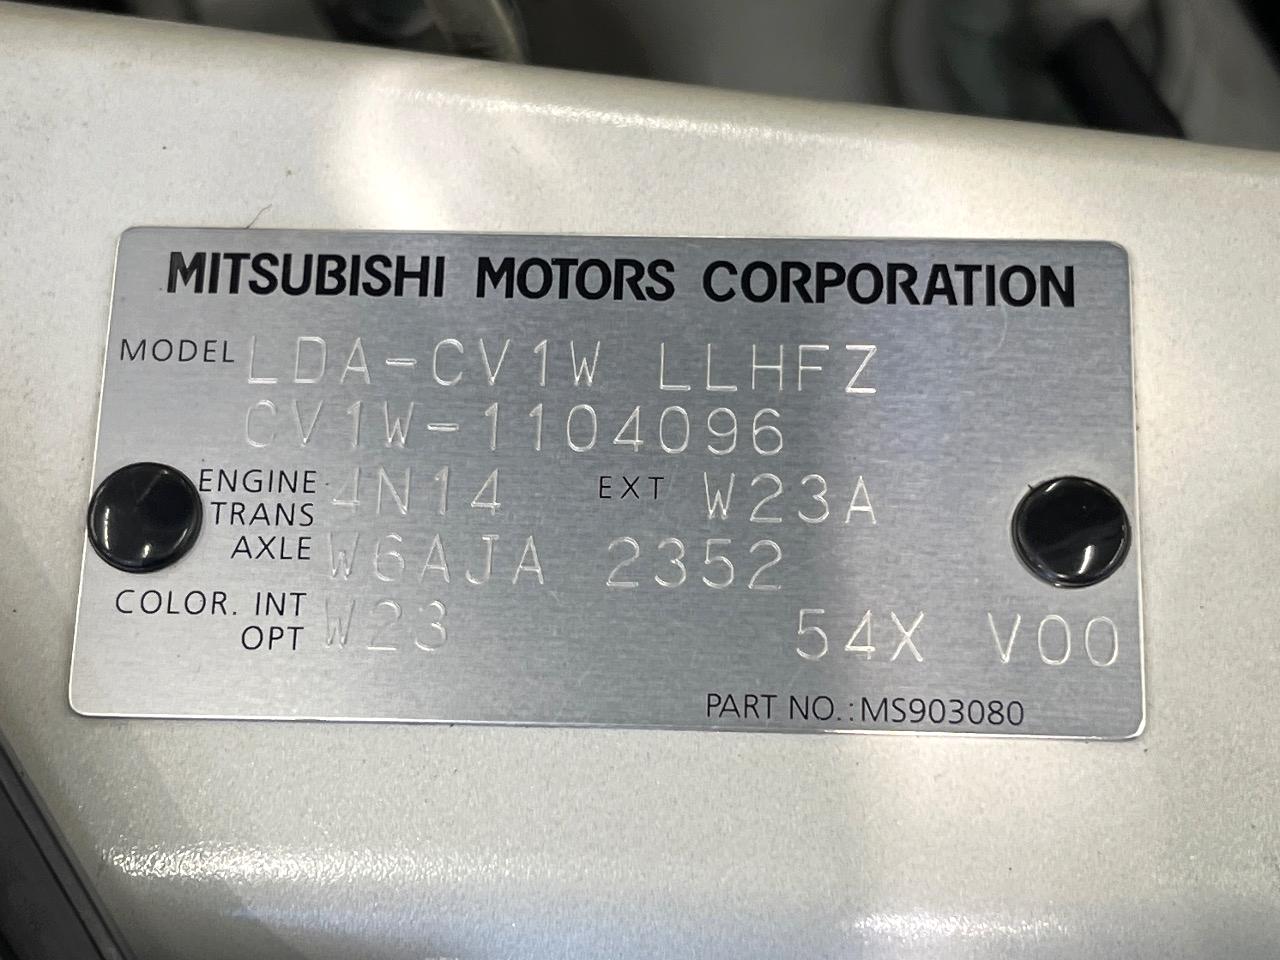 MITSUBISHI MOTORS CORPORATION
MODEL LDA-CV1W LLHFZ
CV1W-1104096
ENGINE 4N14 EXT W23A
TRANS
AXLE W6AJA 2352
COLOR. INT
OPT W23 54X V00
PART NO.:MS903080